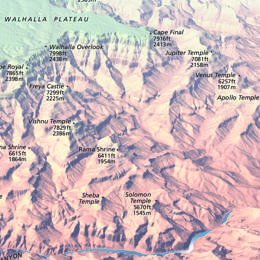 WALHALLA PLATEAU
Cape Final
7916ft
2413m
Walhalla Overlook
7998ft
2438m
Jupiter Temple
7081ft
2158m
Royal
7865ft
2398m
Venus Temple
6257ft
1907m
Freya Castle
7299ft
2225m
Apollo Temple
Vishnu Temple
7829ft
2386m
Shrine
6615ft
1864m
Rama Shrine
6411ft
1954m
Sheba
Temple
Solomon
Temple
5070ft
1545m